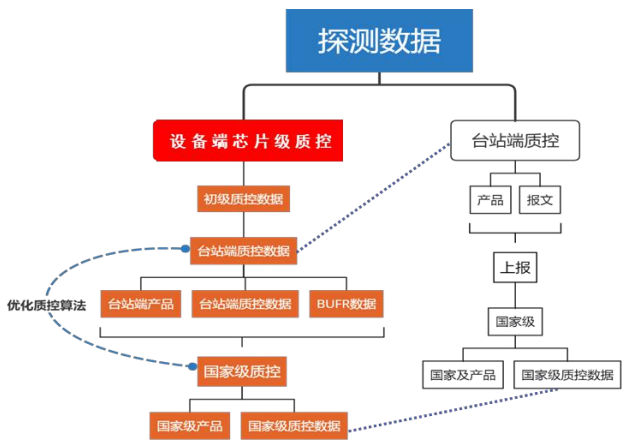 探测数据
设备端芯片级质控
台站端质控
初级质控数据
产品
报文
台站端质控数据
上报
台站端产品
台站端质控数据
BUFR数据
优化质控算法
国家级
国家级质控
国家及产品
国家级质控数据
国家级产品
国家级质控数据